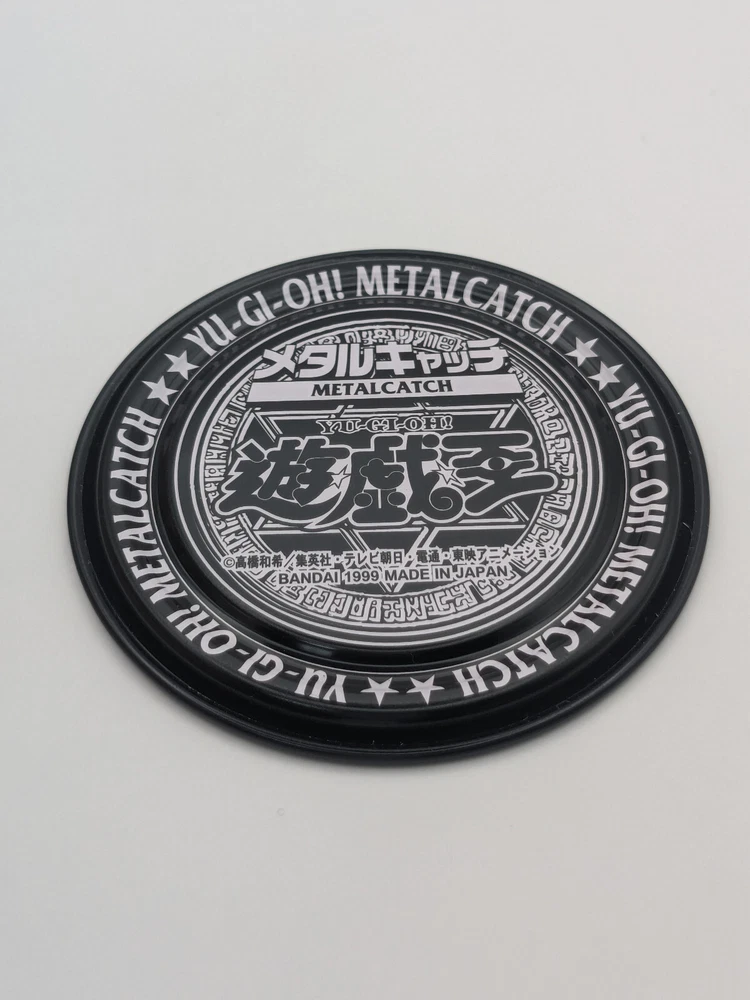 YU-GI-OH! METALCATCH ★★ YU-GI-OH! METALCATCH ★★ YU-GI-OH! METALCATCH ★★
メタルキャッチ
METALCATCH
YU-GI-OH!
遊☆戯☆王
©高橋和希/集英社・テレビ朝日・電通・東映アニメーション
BANDAI 1999 MADE IN JAPAN